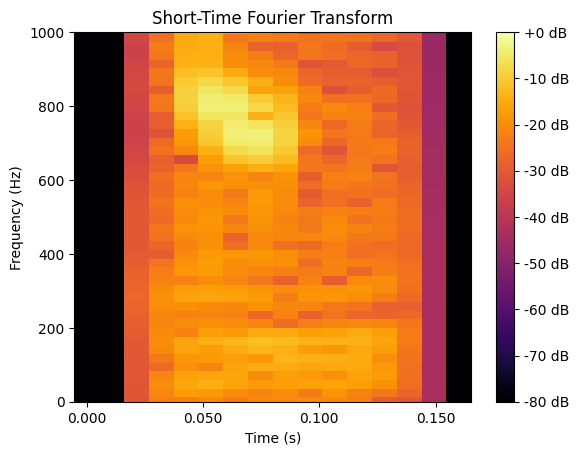 Short-Time Fourier Transform
1000
800
600
400
200
0
Frequency (Hz)
0.000
0.050
0.100
0.150
Time (s)
+0 dB
-10 dB
-20 dB
-30 dB
-40 dB
-50 dB
-60 dB
-70 dB
-80 dB